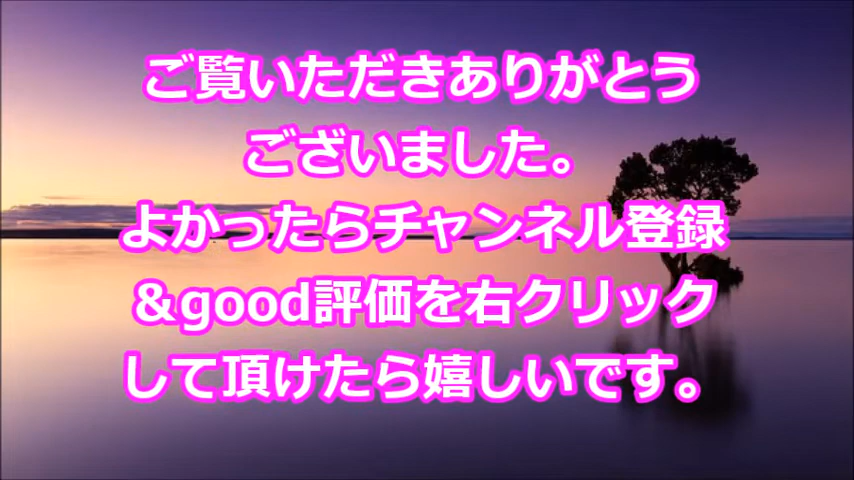 ご覧いただきありがとう
ございました。
よかったらチャンネル登録
＆good評価を右クリック
して頂けたら嬉しいです。